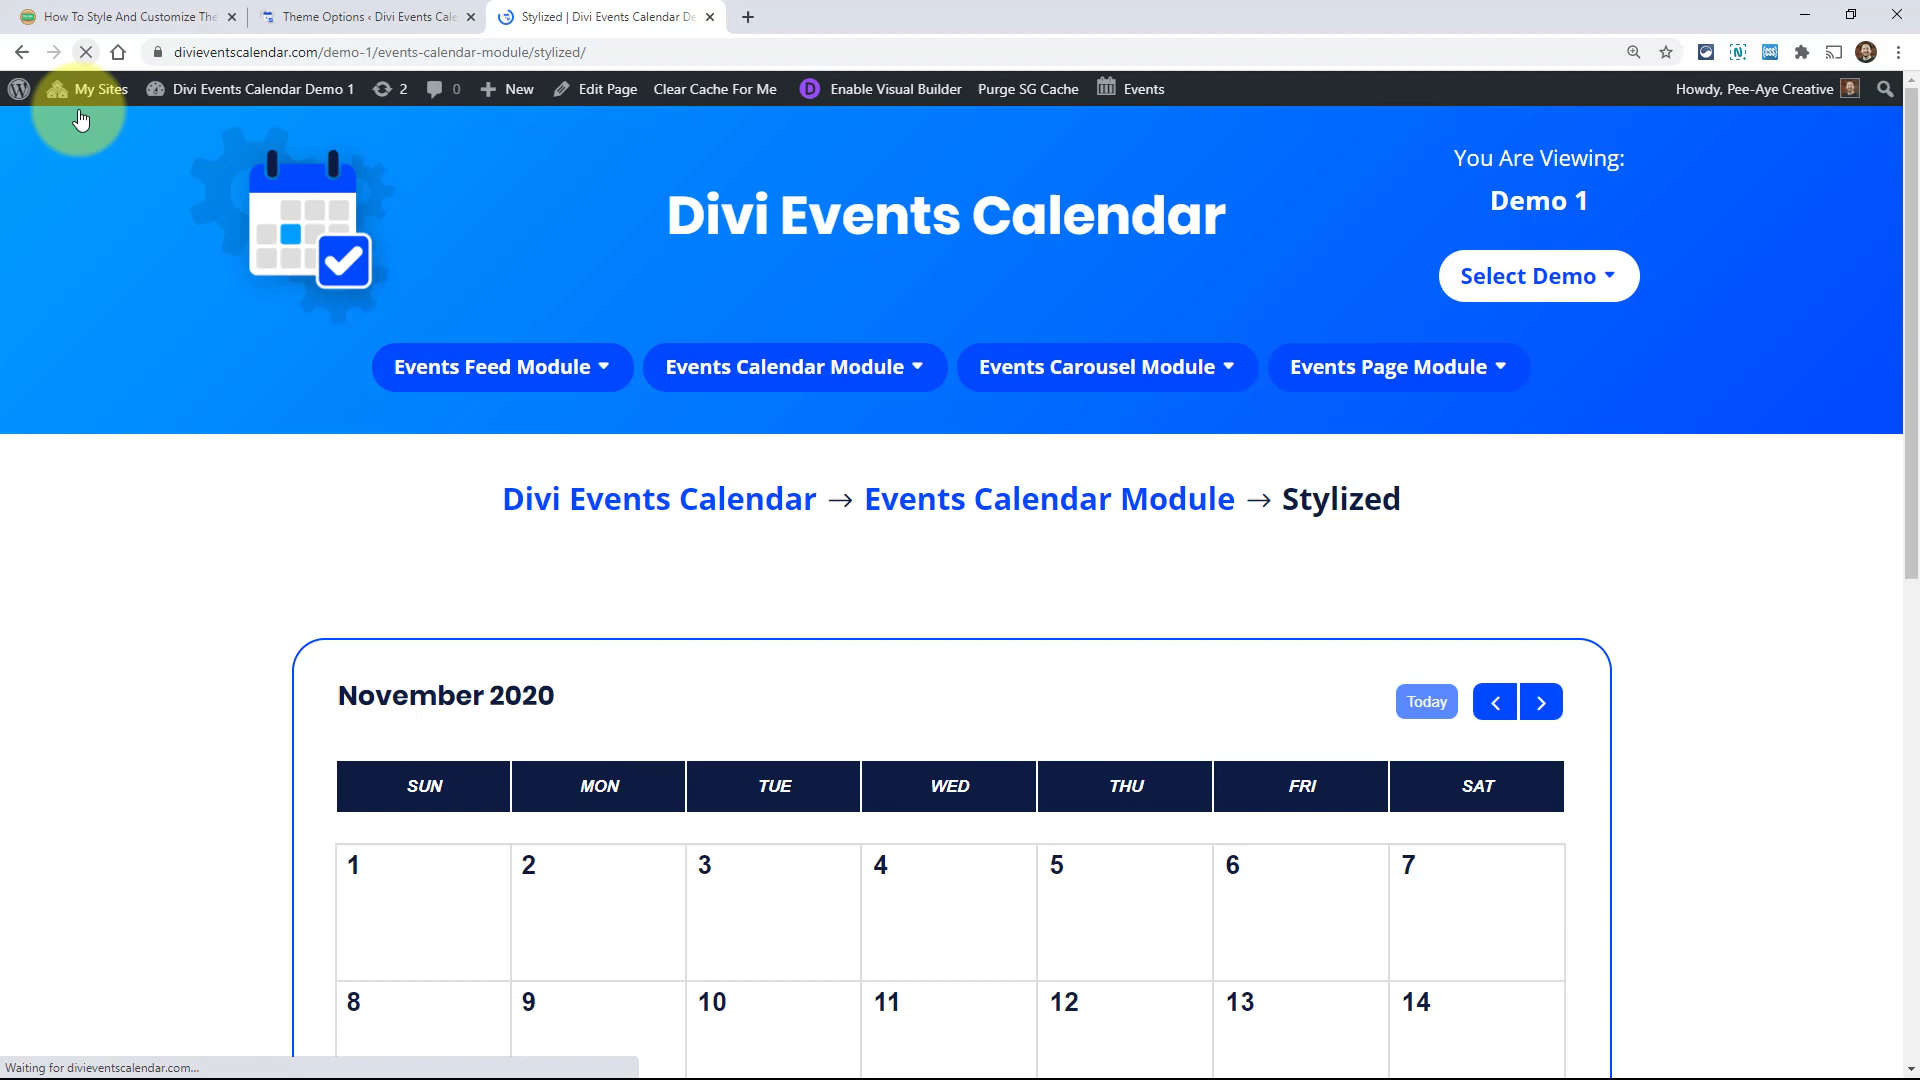 How To Style And Customize The
Theme Options ‹ Divi Events Cale
Stylized | Divi Events Calendar De
divieventscalendar.com/demo-1/events-calendar-module/stylized/
My Sites
Divi Events Calendar Demo 1
2
0
New
Edit Page
Clear Cache For Me
D
Enable Visual Builder
Purge SG Cache
Events
Howdy, Pee-Aye Creative
You Are Viewing:
Demo 1
Divi Events Calendar
Select Demo
Events Feed Module
Events Calendar Module
Events Carousel Module
Events Page Module
Divi Events Calendar → Events Calendar Module → Stylized
November 2020
Today
SUN MON TUE WED THU FRI SAT
1 2 3 4 5 6 7
8 9 10 11 12 13 14
Waiting for divieventscalendar.com...